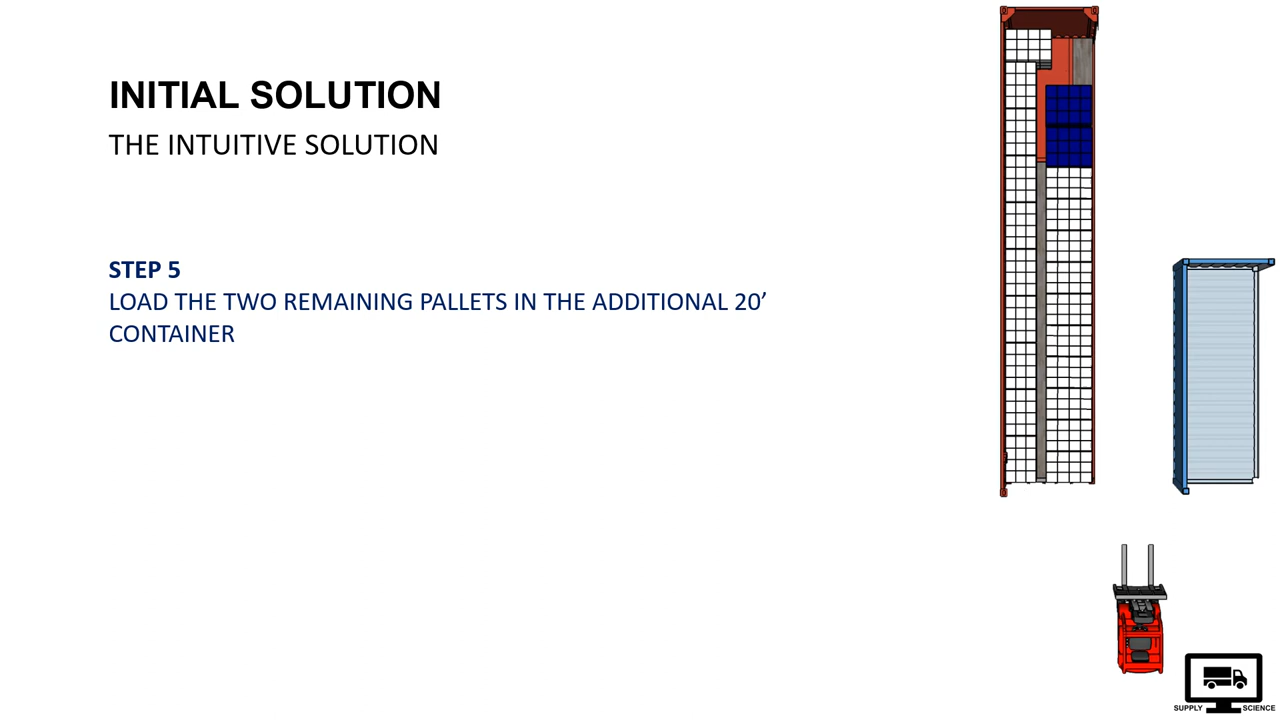 INITIAL SOLUTION
THE INTUITIVE SOLUTION
STEP 5
LOAD THE TWO REMAINING PALLETS IN THE ADDITIONAL 20’
CONTAINER
SUPPLY SCIENCE